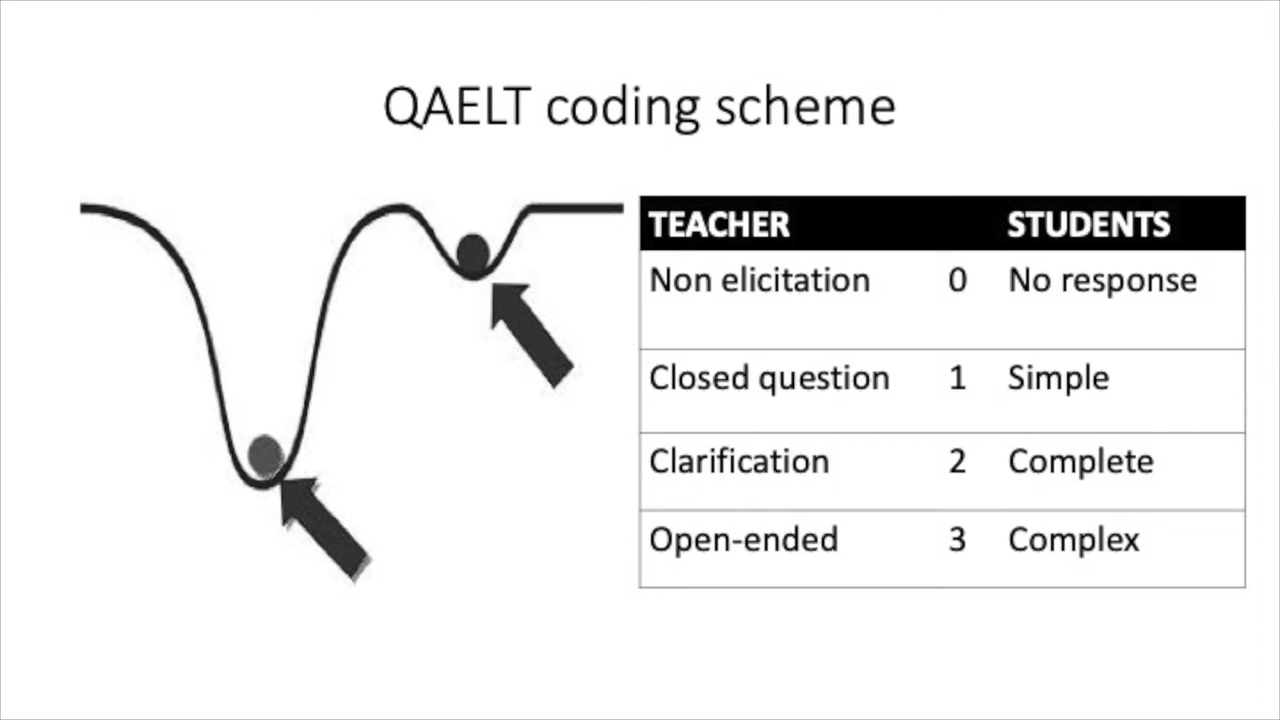 QAELT coding scheme
TEACHER STUDENTS
Non elicitation 0 No response
Closed question 1 Simple
Clarification 2 Complete
Open-ended 3 Complex